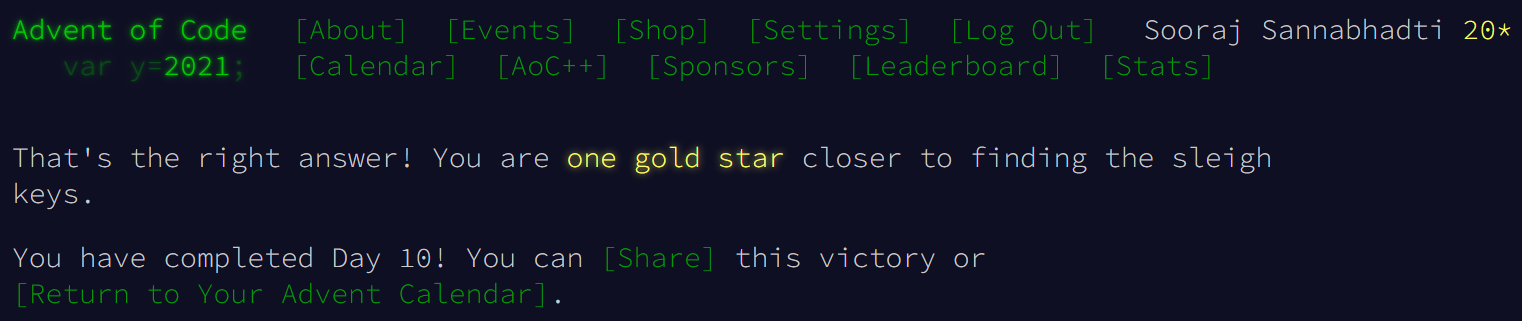 Advent of Code [About] [Events] [Shop] [Settings] [Log Out] Sooraj Sannabhadti 20*
var y=2021; [Calendar] [AoC++] [Sponsors] [Leaderboard] [Stats]
That's the right answer! You are one gold star closer to finding the sleigh
keys.
You have completed Day 10! You can [Share] this victory or
[Return to Your Advent Calendar].